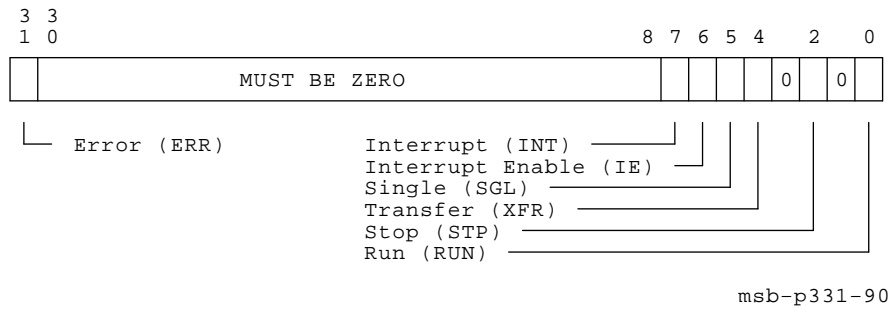 3 3
1 0 8 7 6 5 4 2 0
MUST BE ZERO 0 0
Error (ERR) Interrupt (INT)
Interrupt Enable (IE)
Single (SGL)
Transfer (XFR)
Stop (STP)
Run (RUN)
msb-p331-90